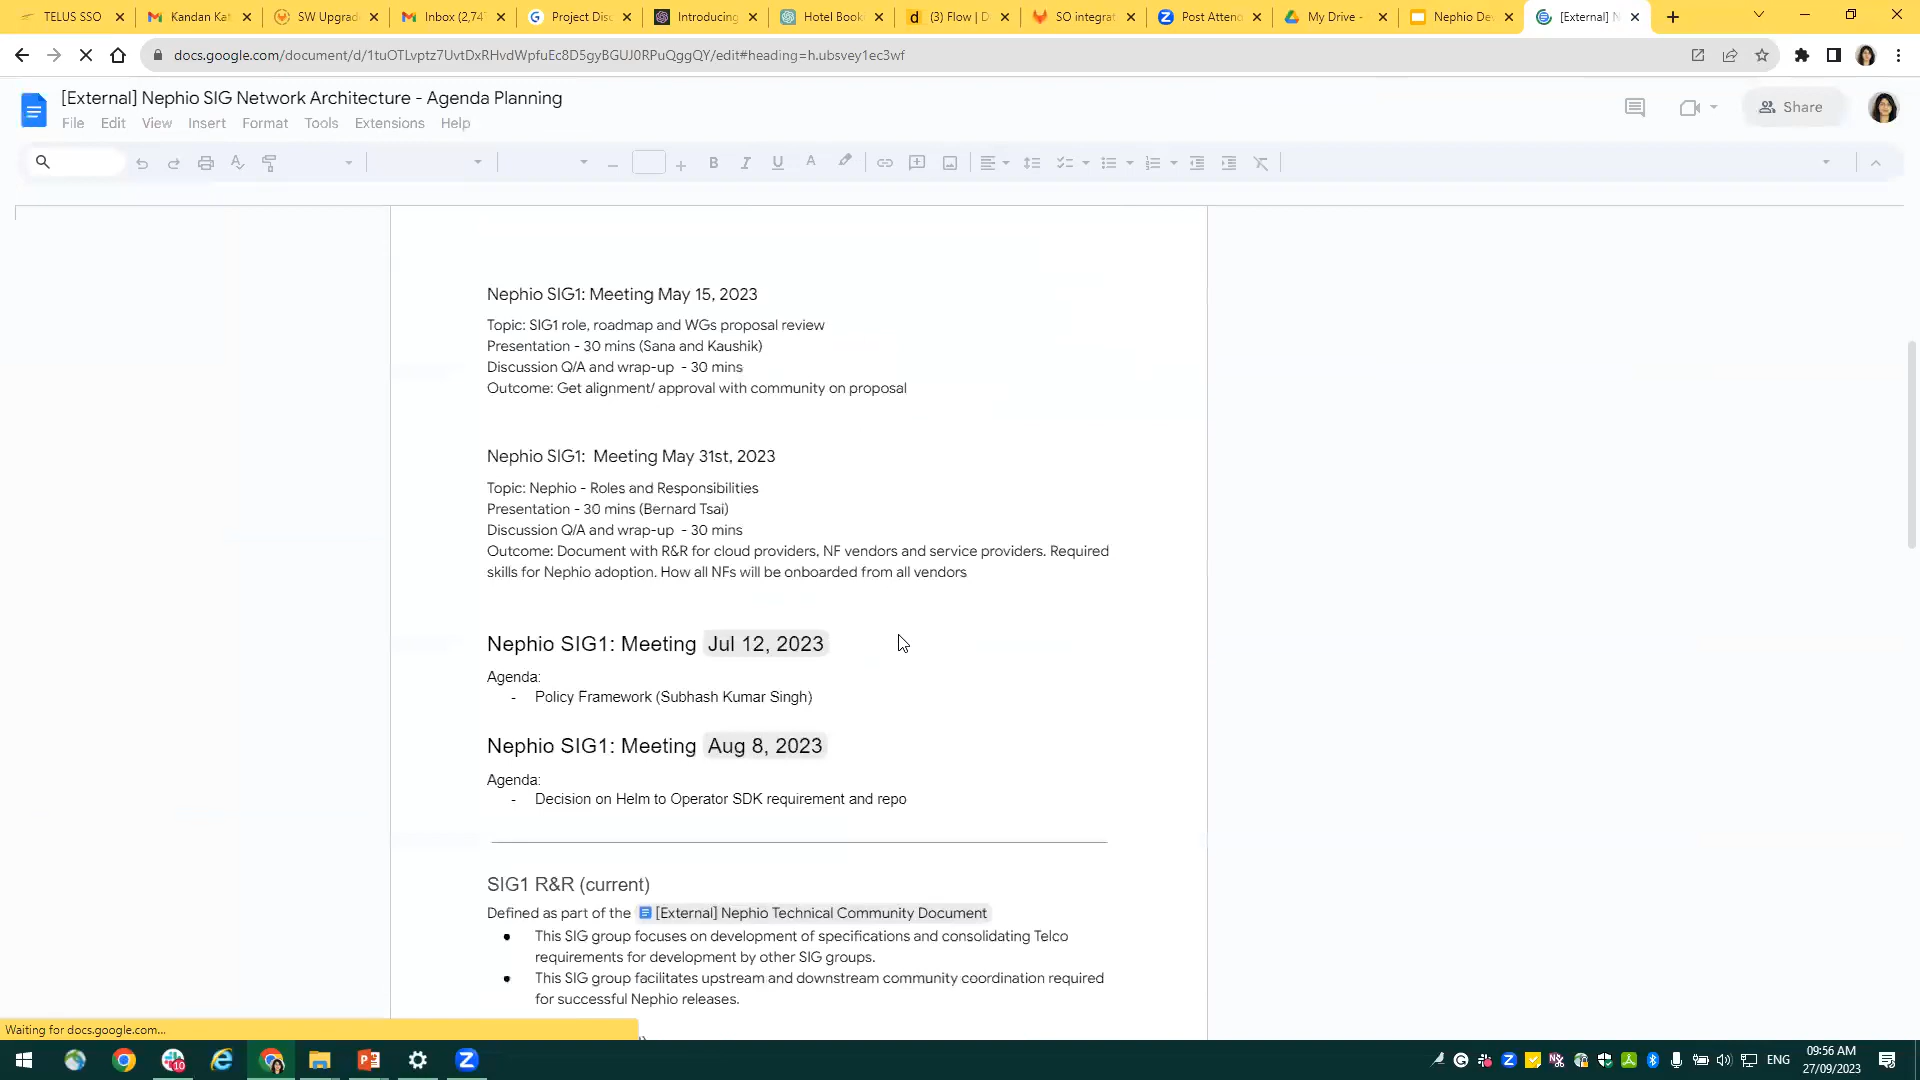 TELUS SSO
Kandan Kat
SW Upgrad
Inbox (2,74
Project Dis
Introducing
Hotel Book
(3) Flow | D
SO integrat
Post Atten
My Drive -
Nephio De
[External] N
docs.google.com/document/d/1tuOTLvptz7UvtDxRHvdWpfuEc8D5gyBGUJ0RPuQggQY/edit#heading=h.ubsvey1ec3wf
[External] Nephio SIG Network Architecture - Agenda Planning
File Edit View Insert Format Tools Extensions Help
Share
Nephio SIG1: Meeting May 15, 2023
Topic: SIG1 role, roadmap and WGs proposal review
Presentation - 30 mins (Sana and Kaushik)
Discussion Q/A and wrap-up - 30 mins
Outcome: Get alignment/ approval with community on proposal
Nephio SIG1: Meeting May 31st, 2023
Topic: Nephio - Roles and Responsibilities
Presentation - 30 mins (Bernard Tsai)
Discussion Q/A and wrap-up - 30 mins
Outcome: Document with R&R for cloud providers, NF vendors and service providers. Required
skills for Nephio adoption. How all NFs will be onboarded from all vendors
Nephio SIG1: Meeting Jul 12, 2023
Agenda:
- Policy Framework (Subhash Kumar Singh)
Nephio SIG1: Meeting Aug 8, 2023
Agenda:
- Decision on Helm to Operator SDK requirement and repo
SIG1 R&R (current)
Defined as part of the [External] Nephio Technical Community Document
● This SIG group focuses on development of specifications and consolidating Telco
requirements for development by other SIG groups.
● This SIG group facilitates upstream and downstream community coordination required
for successful Nephio releases.
Waiting for docs.google.com...
ENG
09:56 AM
27/09/2023